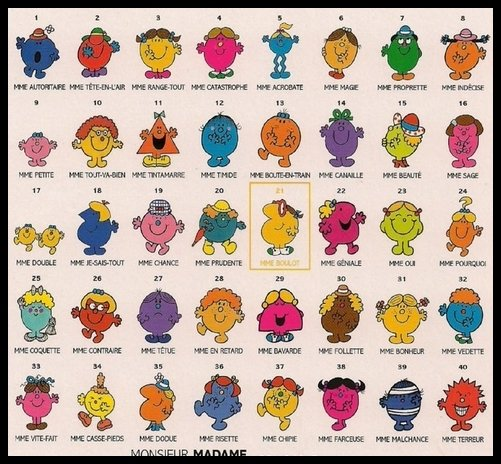 1 2 3 4 5 6 7 8
MME AUTORITAIRE MME TÊTE-EN-L'AIR MME RANGE-TOUT MME CATASTROPHE MME ACROBATE MME MAGIE MME PROPRETTE MME INDÉCISE
9 10 11 12 13 14 15 16
MME PETITE MME TOUT-VA-BIEN MME TINTAMARRE MME TIMIDE MME BOUTE-EN-TRAIN MME CANAILLE MME BEAUTÉ MME SAGE
17 18 19 20 21 22 23 24
MME DOUBLE MME JE-SAIS-TOUT MME CHANCE MME PRUDENTE MME BOULOT MME GÉNIALE MME OUI MME POURQUOI
25 26 27 28 29 30 31 32
MME COQUETTE MME CONTRAIRE MME TÊTUE MME EN RETARD MME BAVARDE MME FOLLETTE MME BONHEUR MME VEDETTE
33 34 35 36 37 38 39 40
MME VITE-FAIT MME CASSE-PIEDS MME DODUE MME RISETTE MME CHIPIE MME FARCEUSE MME MALCHANCE MME TERREUR
MONSIEUR MADAME